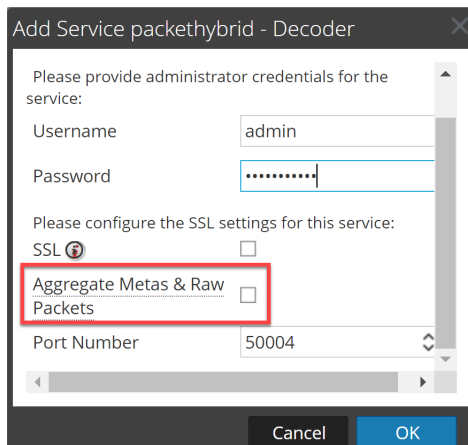 Add Service packethybrid - Decoder
Please provide administrator credentials for the
service:
Username
admin
Password
•••••••••••
Please configure the SSL settings for this service:
SSL
Aggregate Metas & Raw
Packets
Port Number
50004
Cancel
OK